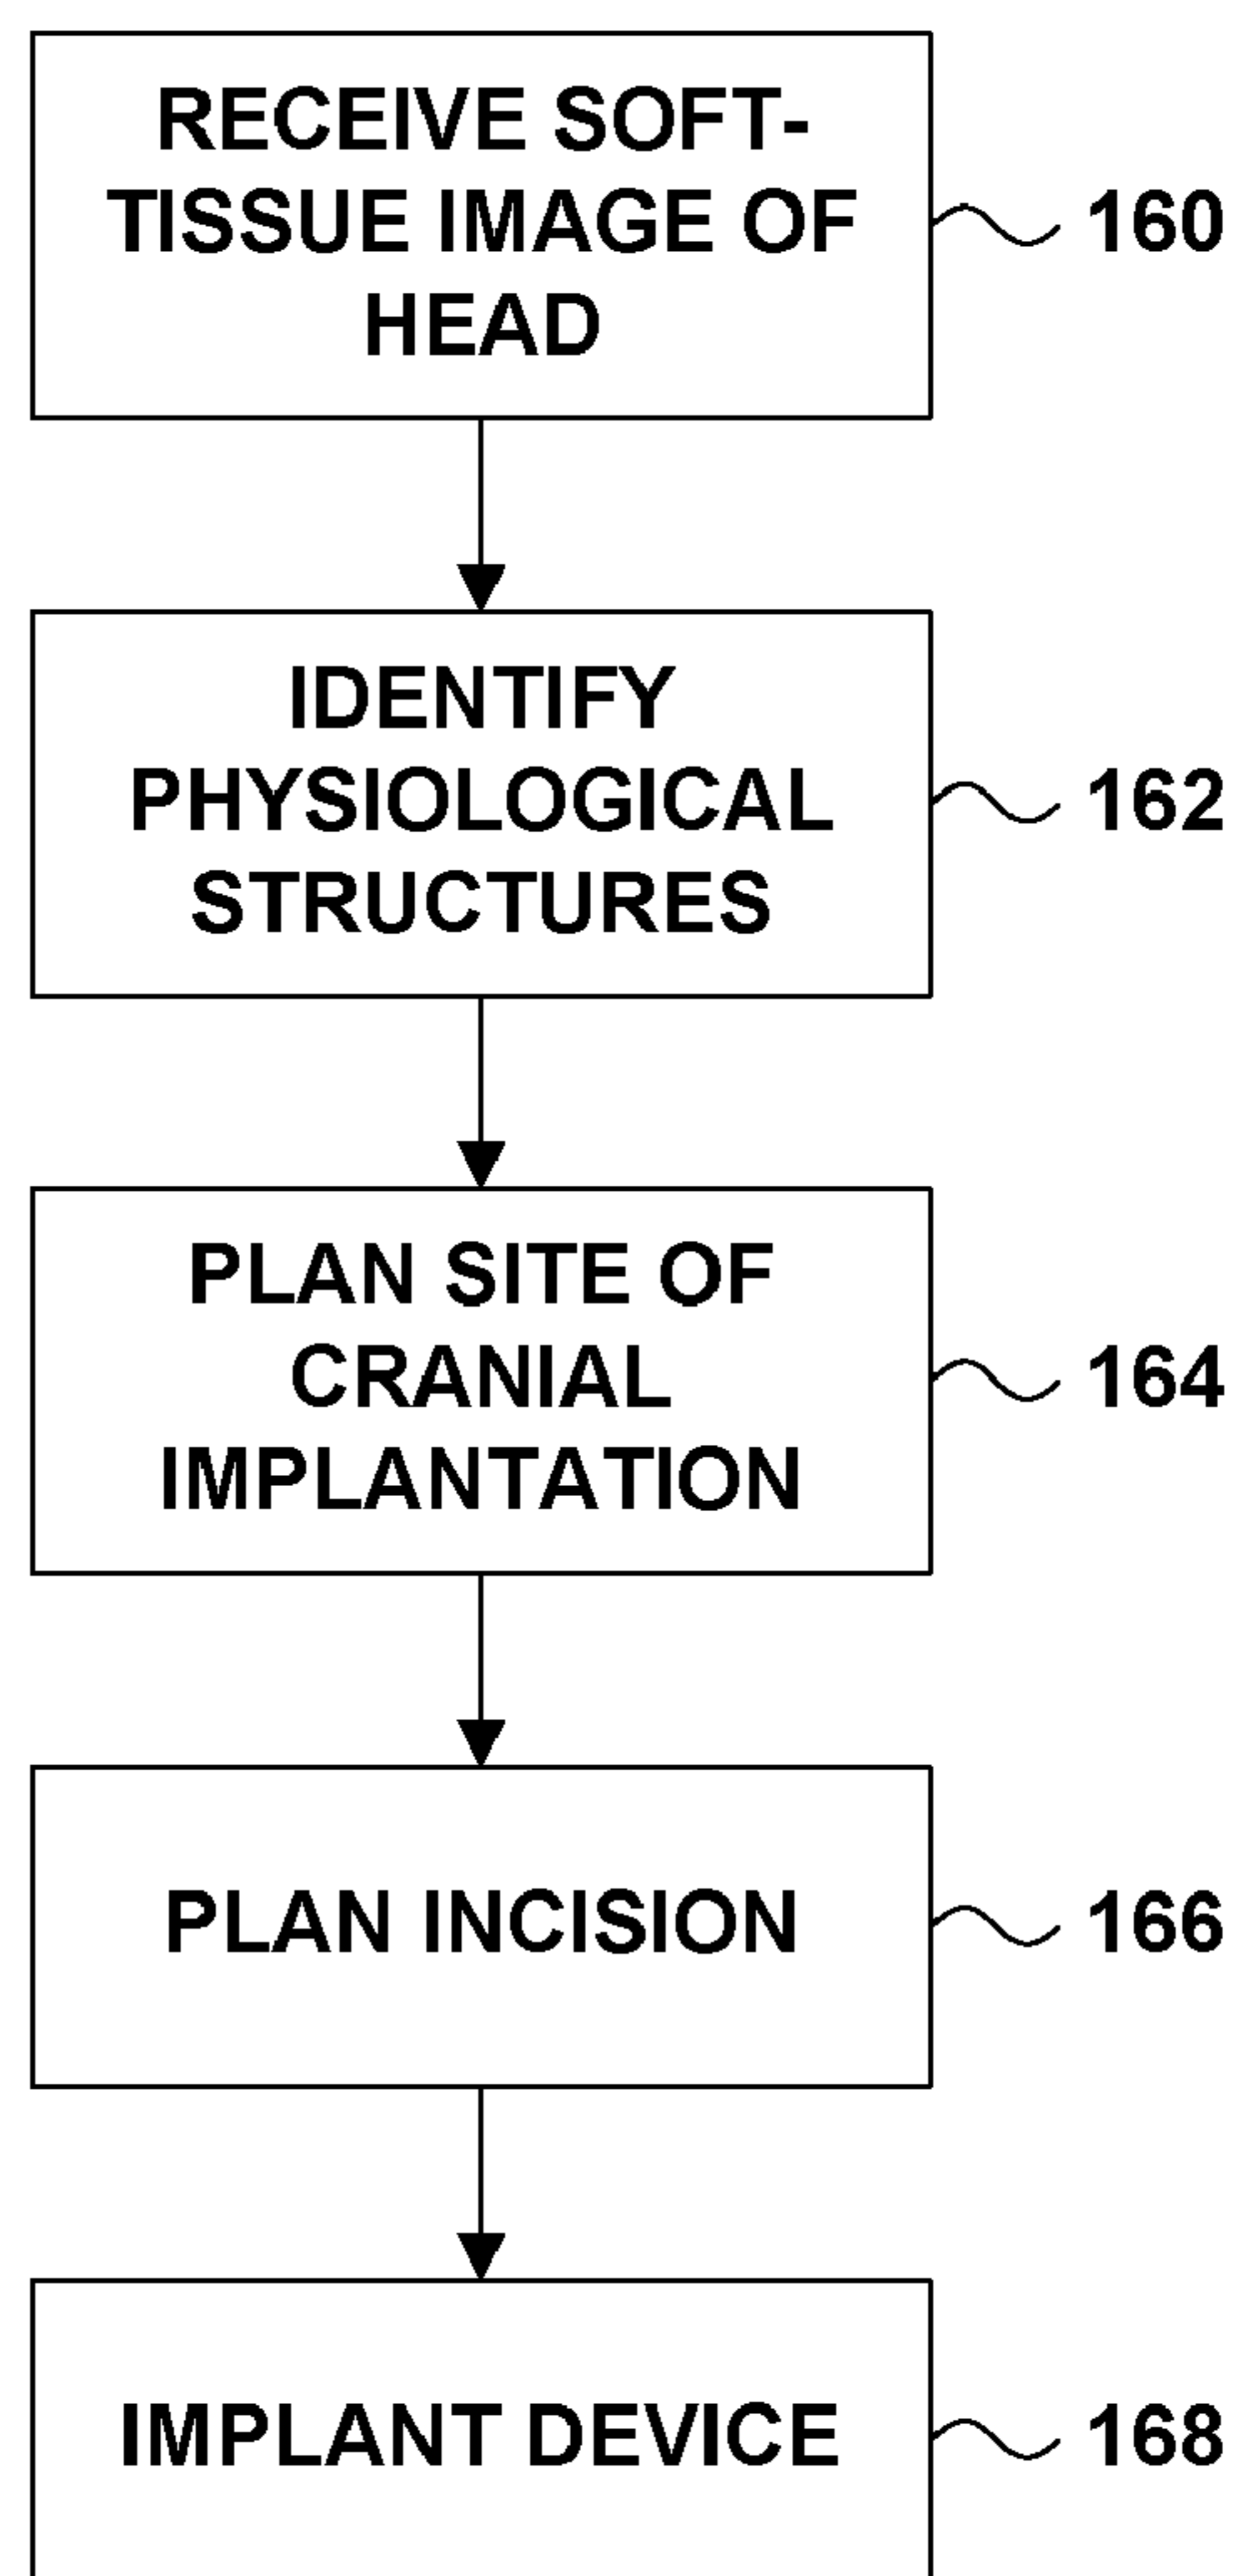 RECEIVE SOFT-
TISSUE IMAGE OF
HEAD
160
IDENTIFY
PHYSIOLOGICAL
STRUCTURES
162
PLAN SITE OF
CRANIAL
IMPLANTATION
164
PLAN INCISION
166
IMPLANT DEVICE
168